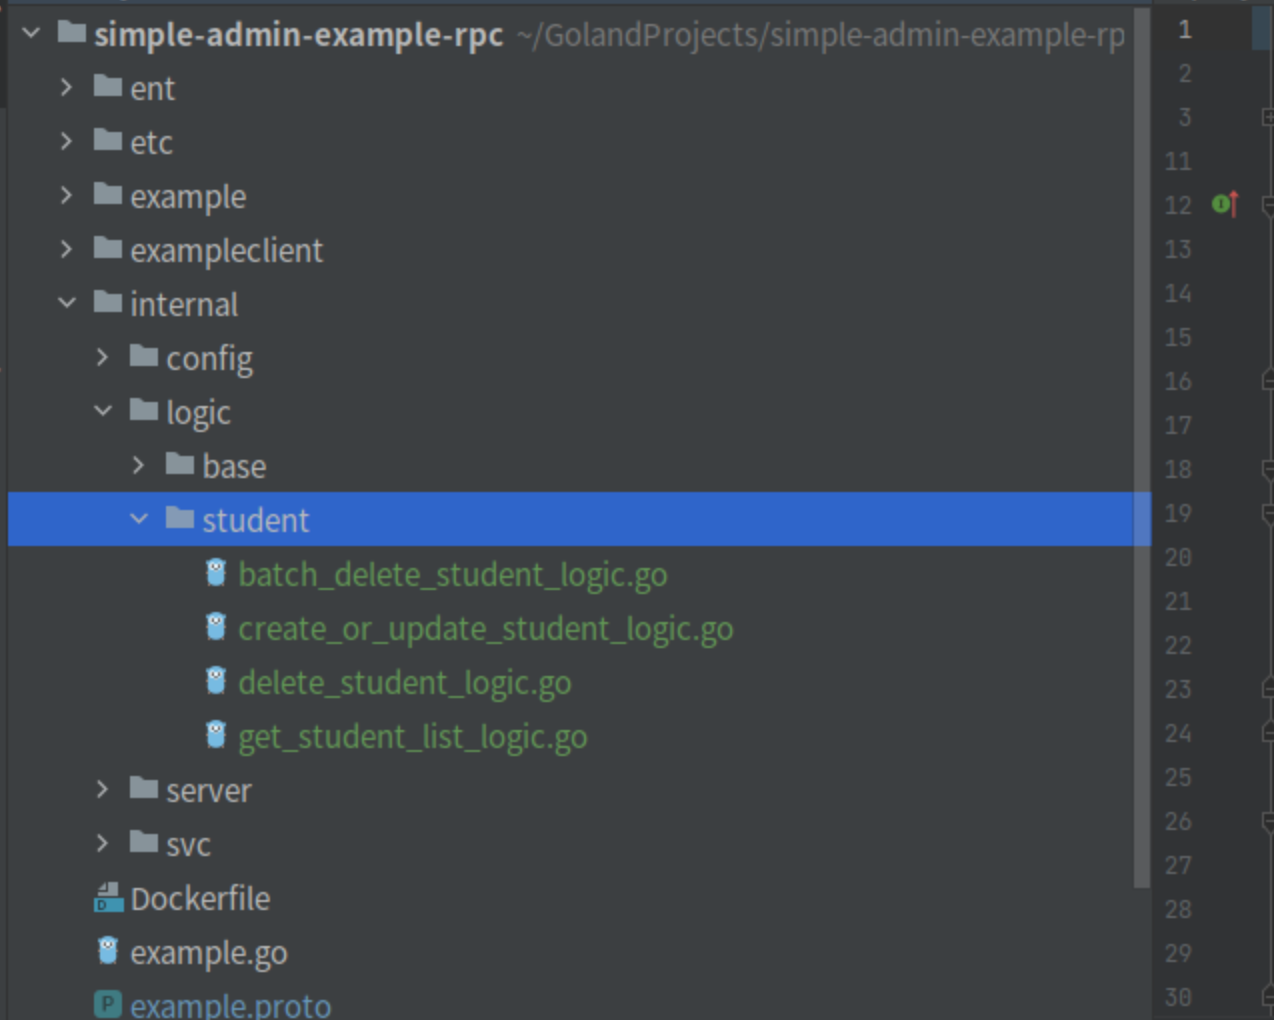 simple-admin-example-rpc ~/GolandProjects/simple-admin-example-rp
ent
etc
example
exampleclient
internal
config
logic
base
student
batch_delete_student_logic.go
create_or_update_student_logic.go
delete_student_logic.go
get_student_list_logic.go
server
svc
Dockerfile
example.go
example.proto
1
2
3
11
12
13
14
15
16
17
18
19
20
21
22
23
24
25
26
27
28
29
30